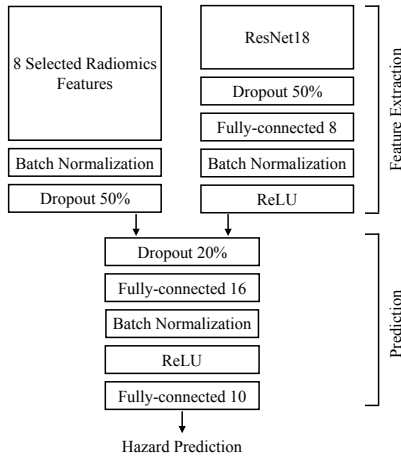 8 Selected Radiomics
Features
Batch Normalization
Dropout 50%
ResNet18
Dropout 50%
Fully-connected 8
Batch Normalization
ReLU
Feature Extraction
Dropout 20%
Fully-connected 16
Batch Normalization
ReLU
Fully-connected 10
Prediction
Hazard Prediction